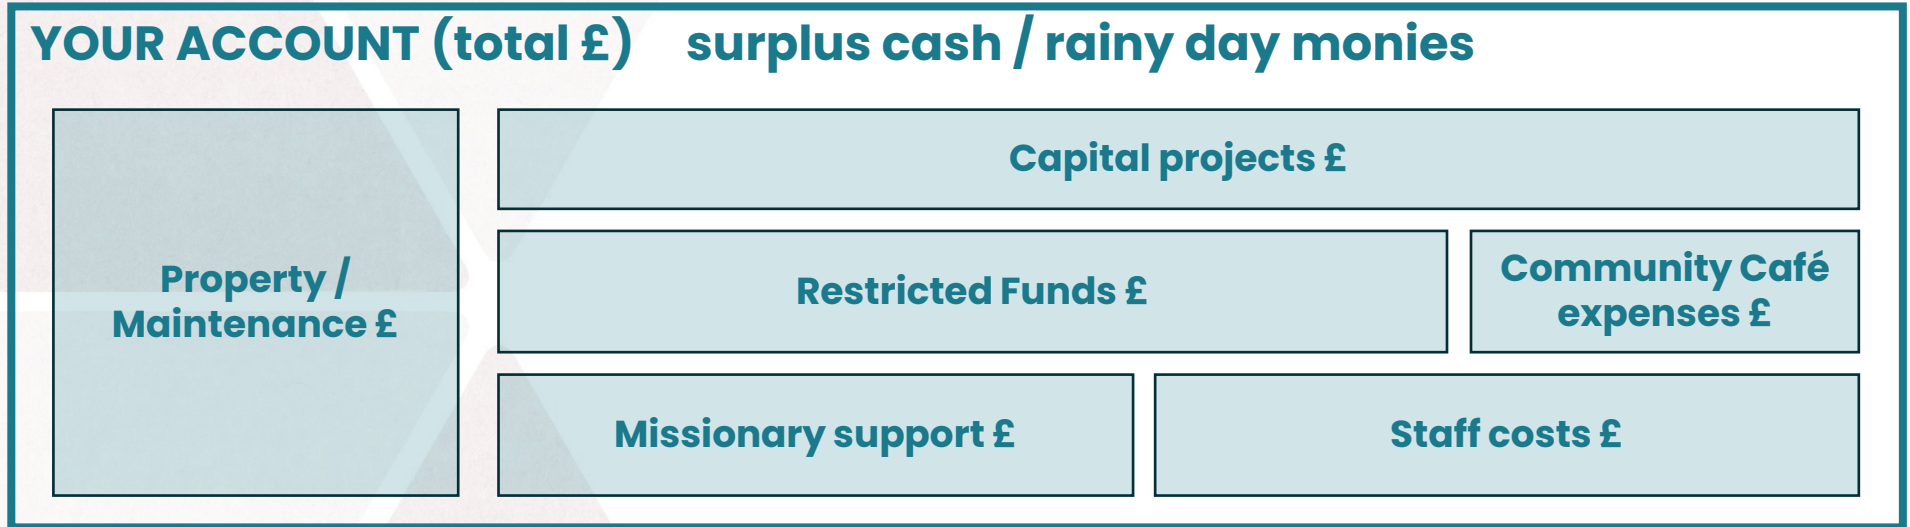 YOUR ACCOUNT (total £) surplus cash / rainy day monies
Capital projects £
Property /
Maintenance £
Restricted Funds £
Community Café
expenses £
Missionary support £
Staff costs £